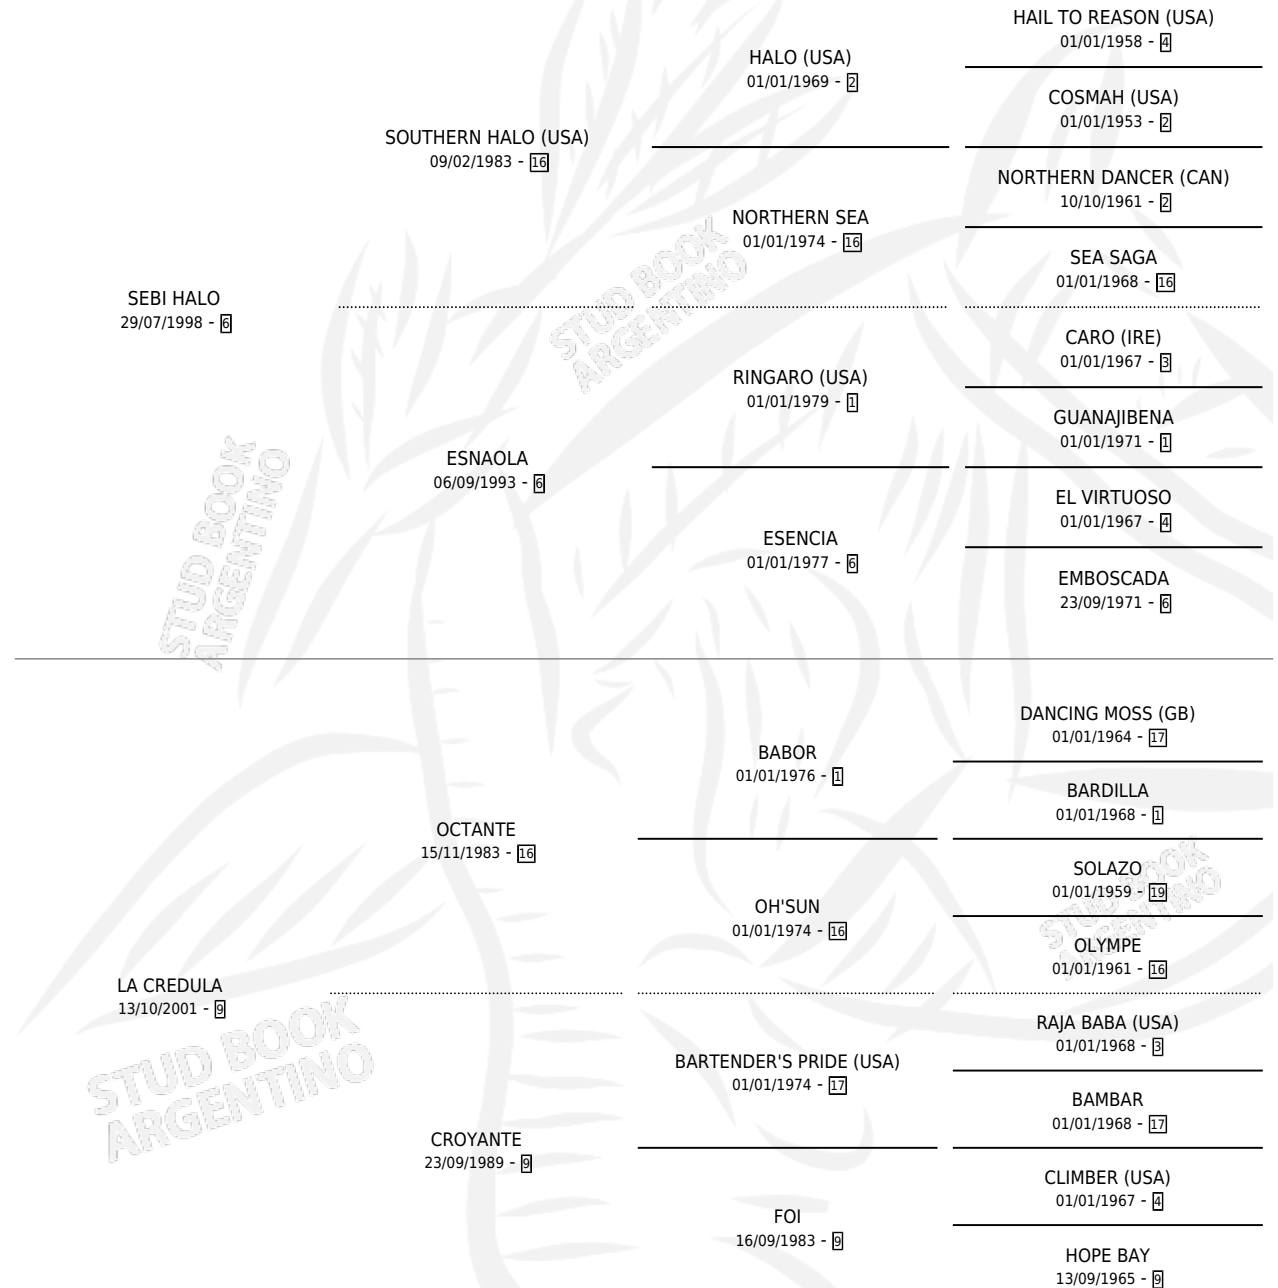 HAIL TO REASON (USA)
01/01/1958 - 4
HALO (USA)
01/01/1969 - 2
COSMAH (USA)
01/01/1953 - 2
SOUTHERN HALO (USA)
09/02/1983 - 16
NORTHERN DANCER (CAN)
10/10/1961 - 2
NORTHERN SEA
01/01/1974 - 16
SEA SAGA
01/01/1968 - 16
STUD BOOK
ARGENTINO
SEBI HALO
29/07/1998 - 6
CARO (IRE)
01/01/1967 - 3
RINGARO (USA)
01/01/1979 - 1
GUANAJIBENA
01/01/1971 - 1
ESNAOLA
06/09/1993 - 6
EL VIRTUOSO
01/01/1967 - 4
ESENCIA
01/01/1977 - 6
EMBOSCADA
23/09/1971 - 6
STUD BOOK
ARGENTINO
DANCING MOSS (GB)
01/01/1964 - 17
BABOR
01/01/1976 - 1
BARDILLA
01/01/1968 - 1
OCTANTE
15/11/1983 - 16
SOLAZO
01/01/1959 - 19
OH'SUN
01/01/1974 - 16
OLYMPE
01/01/1961 - 16
STUD BOOK
ARGENTINO
LA CREDULA
13/10/2001 - 9
RAJA BABA (USA)
01/01/1968 - 3
BARTENDER'S PRIDE (USA)
01/01/1974 - 17
BAMBAR
01/01/1968 - 17
STUD BOOK
ARGENTINO
CROYANTE
23/09/1989 - 9
CLIMBER (USA)
01/01/1967 - 4
FOI
16/09/1983 - 9
HOPE BAY
13/09/1965 - 9